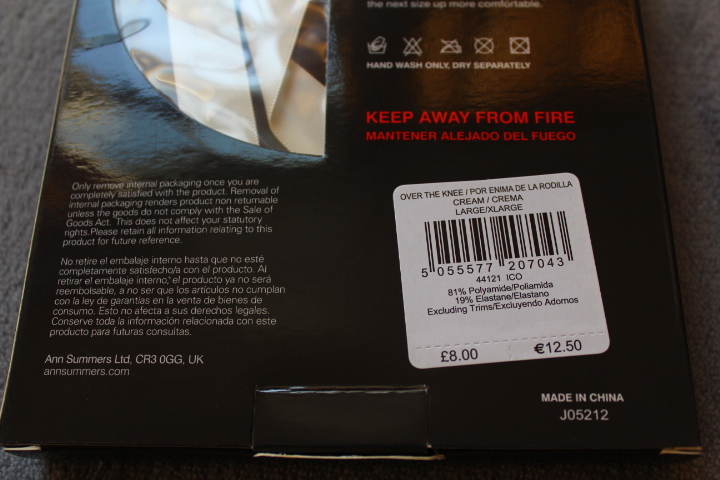 the next size up more comfortable.
HAND WASH ONLY, DRY SEPARATELY
KEEP AWAY FROM FIRE
MANTENER ALEJADO DEL FUEGO
Only remove internal packaging once you are
completely satisfied with the product. Removal of
internal packaging renders product non returnable
unless the goods do not comply with the Sale of
Goods Act. This does not affect your statutory
rights.Please retain all information relating to this
product for future reference.
No retire el embalaje interno hasta que no esté
completamente satisfecho/a con el producto. Al
retirar el embalaje interno, el producto ya no será
reembolsable, a no ser que los articulos no cumplan
con la ley de garantías en la venta de bienes de
consumo. Esto no afecta a sus derechos legales.
Conserve toda la información relacionada con este
producto para futuras consultas.
Ann Summers Ltd, CR3 0GG, UK
annsummers.com
OVER THE KNEE / POR ENIMA DE LA RODILLA
CREAM / CREMA
LARGE/XLARGE
5 055577 207043
44121 ICO
81% Polyamide/Poliamida
19% Elastane/Elastano
Excluding Trims/Excluyendo Adornos
£8.00 €12.50
MADE IN CHINA
J05212